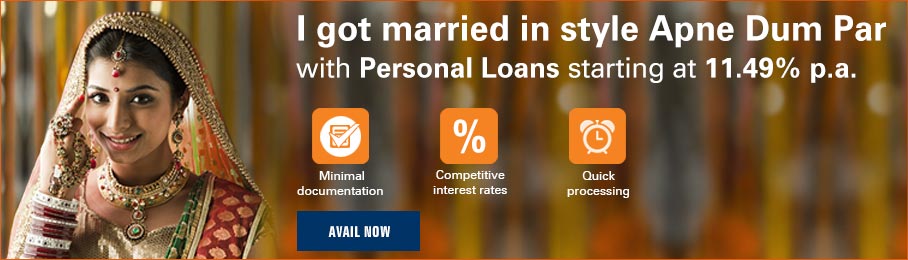 I got married in style Apne Dum Par
with Personal Loans starting at 11.49% p.a.
%
Minimal
documentation
Competitive
interest rates
Quick
processing
AVAIL NOW